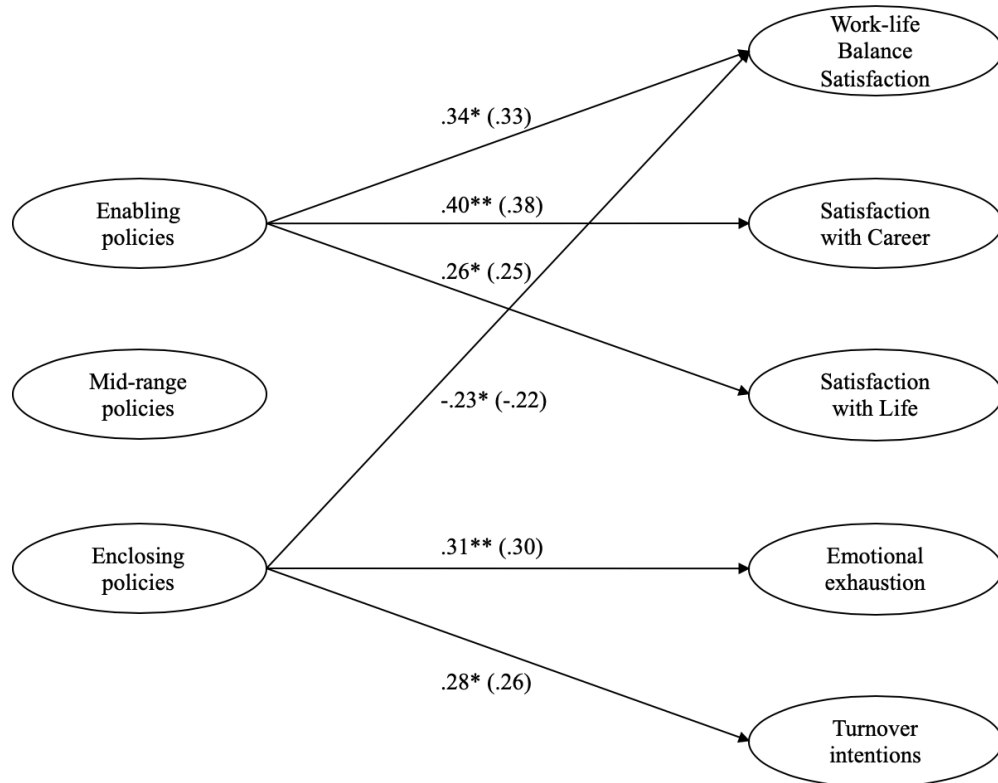 Work-life
Balance
Satisfaction
.34* (.33)
Enabling
policies
.40** (.38)
Satisfaction
with Career
.26* (.25)
Mid-range
policies
-.23* (-.22)
Satisfaction
with Life
Enclosing
policies
.31** (.30)
Emotional
exhaustion
.28* (.26)
Turnover
intentions